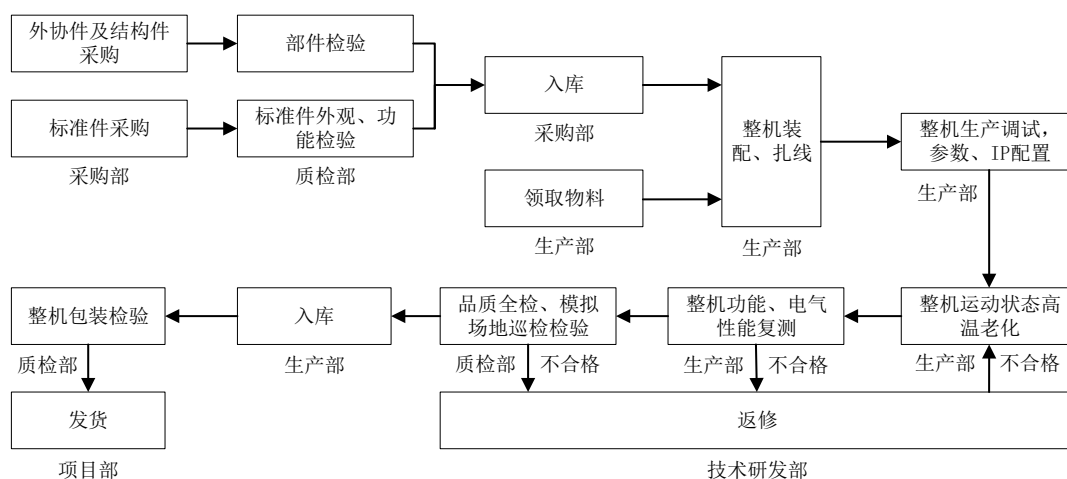 外协件及结构件
采购
部件检验
标准件采购
采购部
标准件外观、功
能检验
质检部
入库
采购部
领取物料
生产部
整机装
配、扎线
生产部
整机生产调试，
参数、IP配置
生产部
整机包装检验
质检部
入库
生产部
品质全检、模拟
场地巡检检验
质检部
不合格
整机功能、电气
性能复测
生产部
不合格
整机运动状态高
温老化
生产部
不合格
发货
项目部
返修
技术研发部